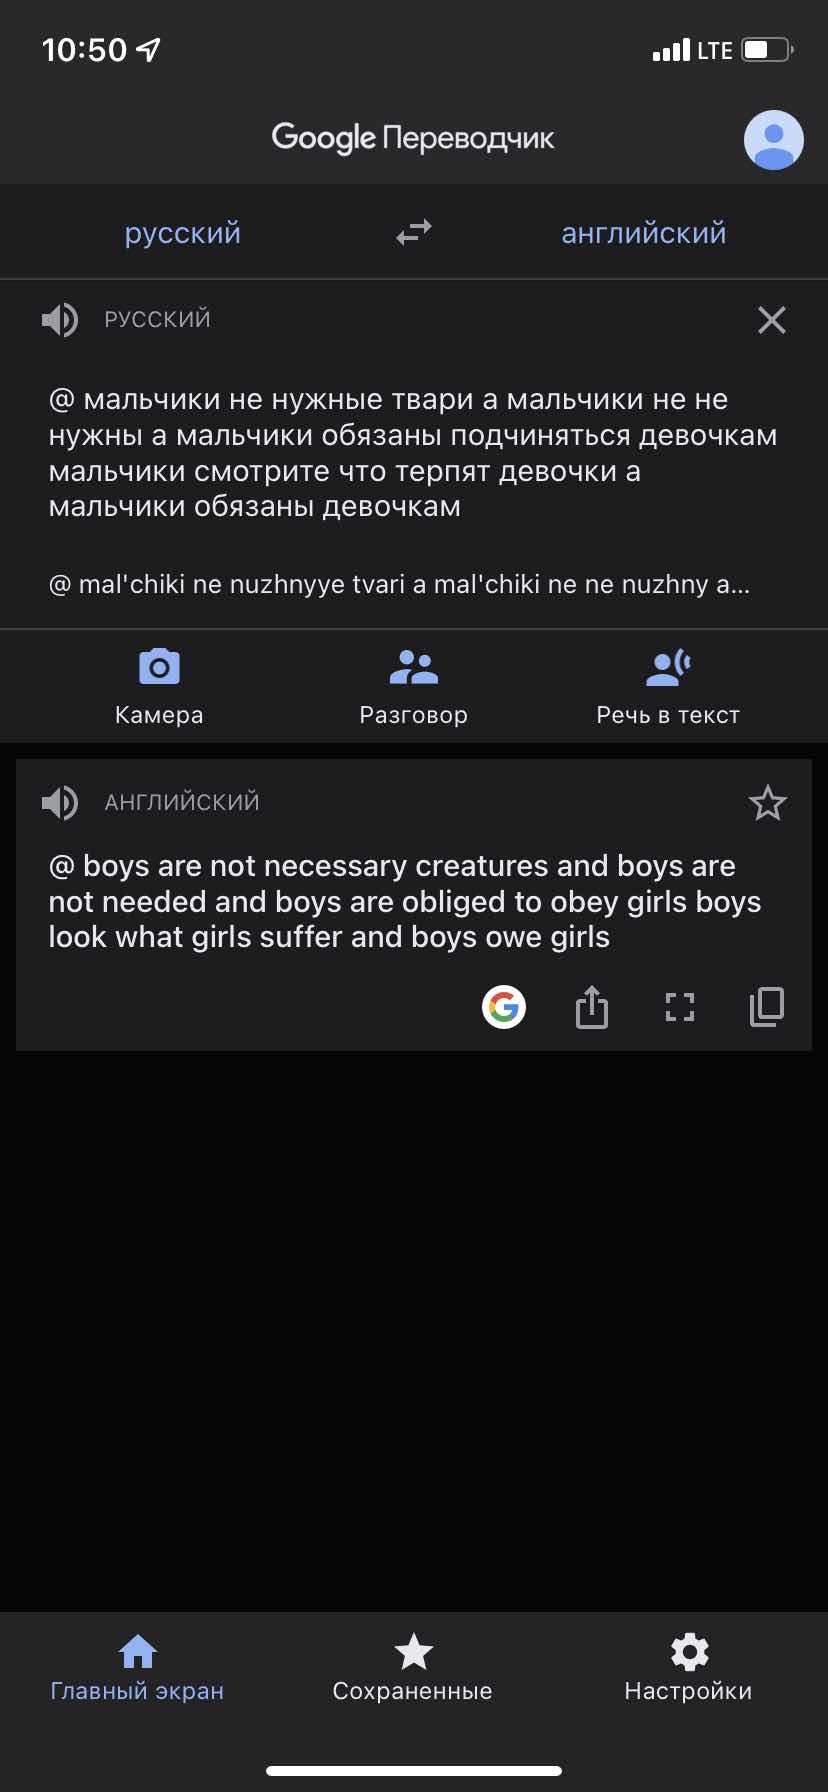 10:50
LTE
Google Переводчик
русский
английский
РУССКИЙ
@ мальчики не нужные твари а мальчики не не
нужны а мальчики обязаны подчиняться девочкам
мальчики смотрите что терпят девочки а
мальчики обязаны девочкам
@ mal'chiki ne nuzhnyye tvari a mal'chiki ne ne nuzhny a...
Камера
Разговор
Речь в текст
АНГЛИЙСКИЙ
@ boys are not necessary creatures and boys are
not needed and boys are obliged to obey girls boys
look what girls suffer and boys owe girls
Главный экран
Сохраненные
Настройки